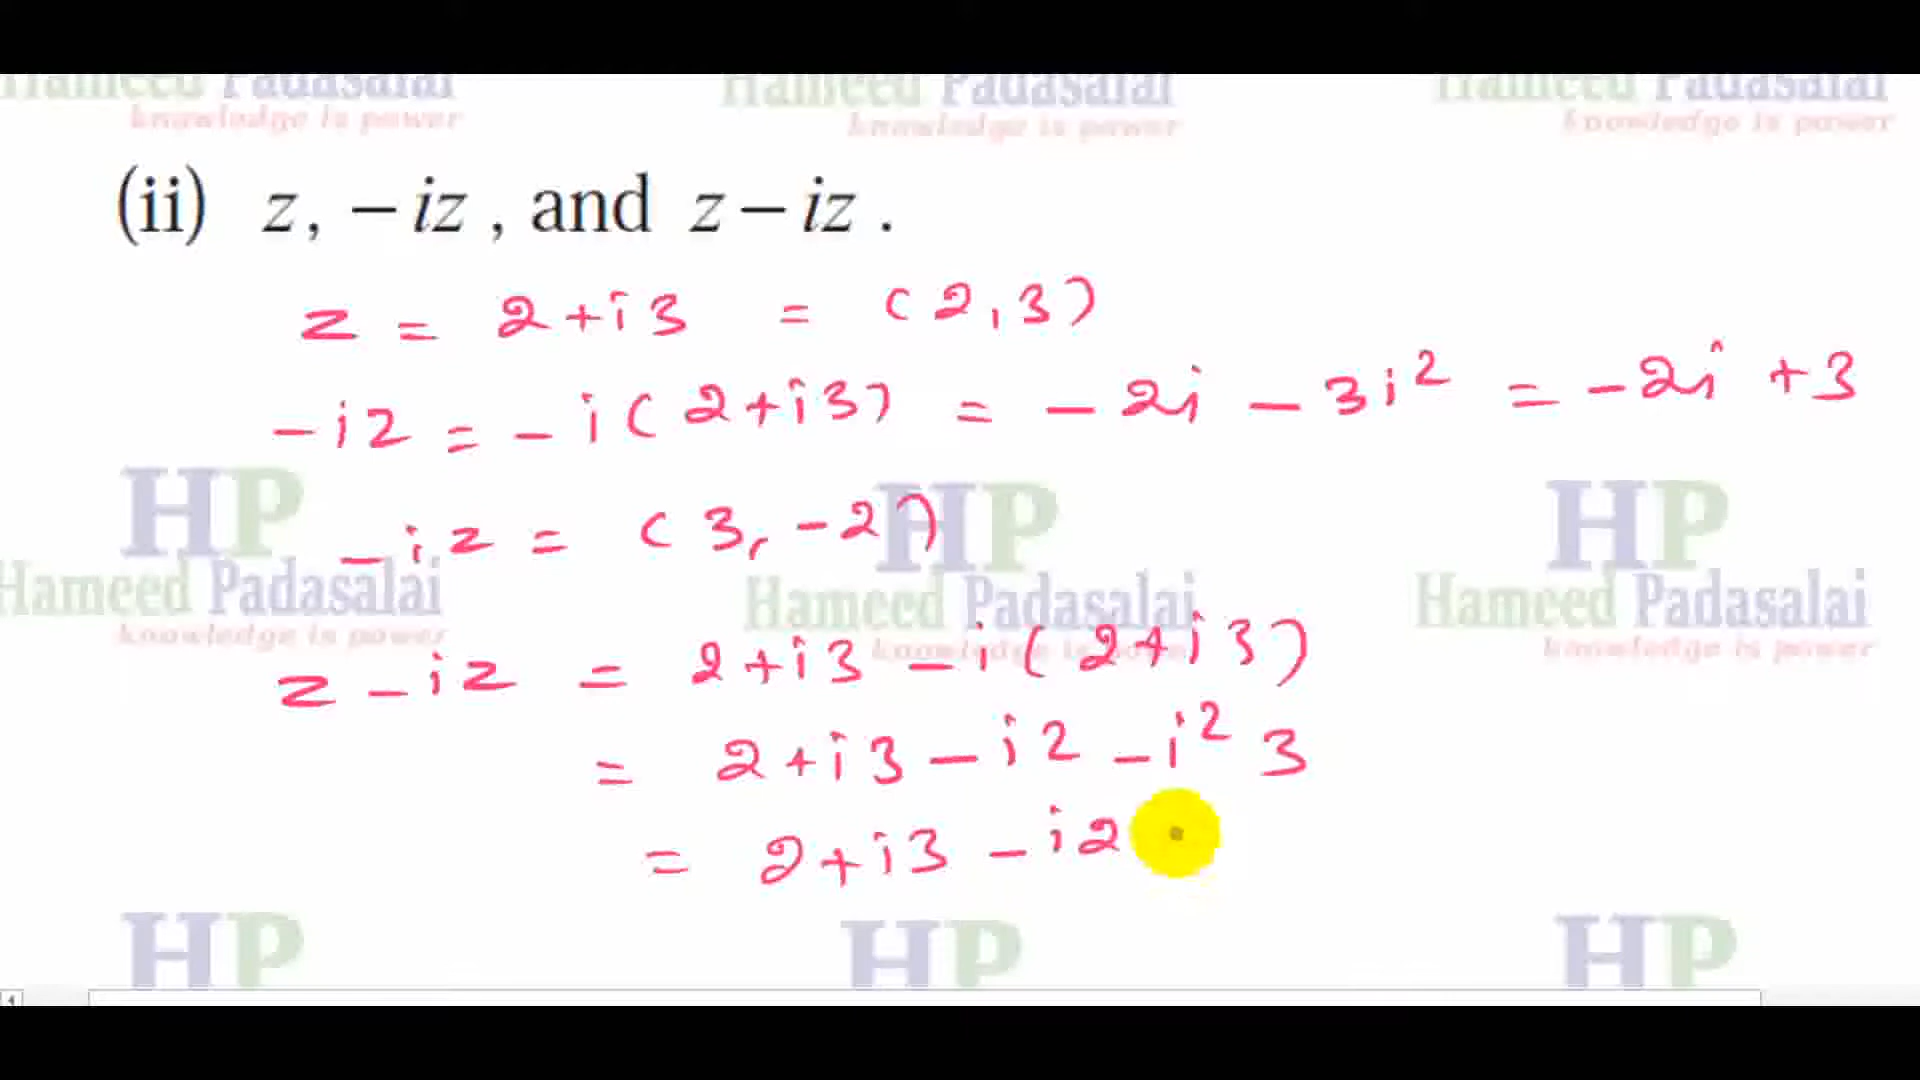 Hameed Padasalai Hameed Padasalai Hameed Padasalai
knowledge is power knowledge is power knowledge is power
(ii) z, −iz , and z − iz .
z = 2+i3 = (2,3)
-iz = -i(2+i3) = -2i - 3i² = -2i +3
HP HP HP
-iz = (3, -2)
Hameed Padasalai Hameed Padasalai Hameed Padasalai
knowledge is power knowledge is power knowledge is power
z - iz = 2+i3 - i(2+i3)
= 2+i3 - i2 - i² 3
= 2+i3 - i2
HP HP HP